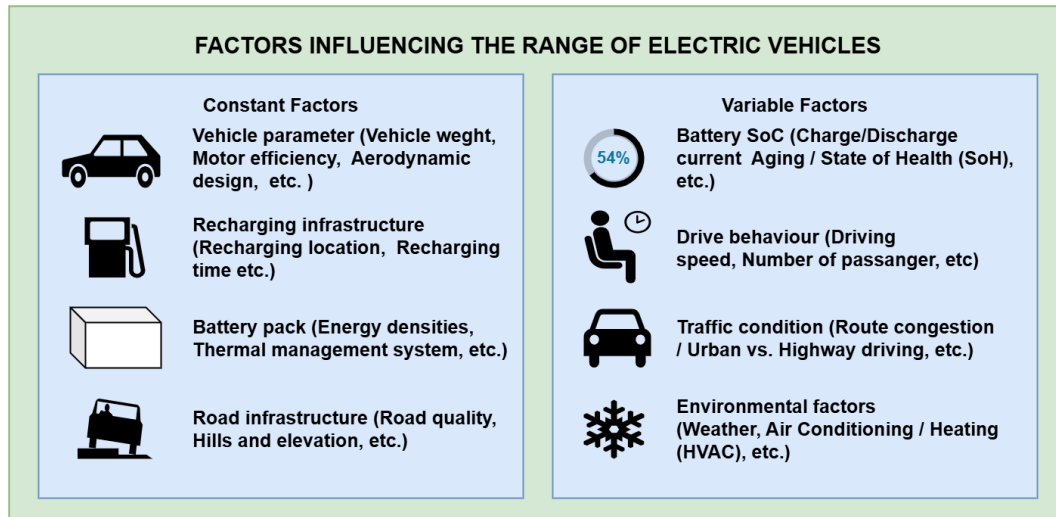 FACTORS INFLUENCING THE RANGE OF ELECTRIC VEHICLES
Constant Factors
Vehicle parameter (Vehicle weght,
Motor efficiency, Aerodynamic
design, etc. )
Recharging infrastructure
(Recharging location, Recharging
time etc.)
Battery pack (Energy densities,
Thermal management system, etc.)
Road infrastructure (Road quality,
Hills and elevation, etc.)
Variable Factors
54%
Battery SoC (Charge/Discharge
current Aging / State of Health (SoH),
etc.)
Drive behaviour (Driving
speed, Number of passanger, etc)
Traffic condition (Route congestion
/ Urban vs. Highway driving, etc.)
Environmental factors
(Weather, Air Conditioning / Heating
(HVAC), etc.)